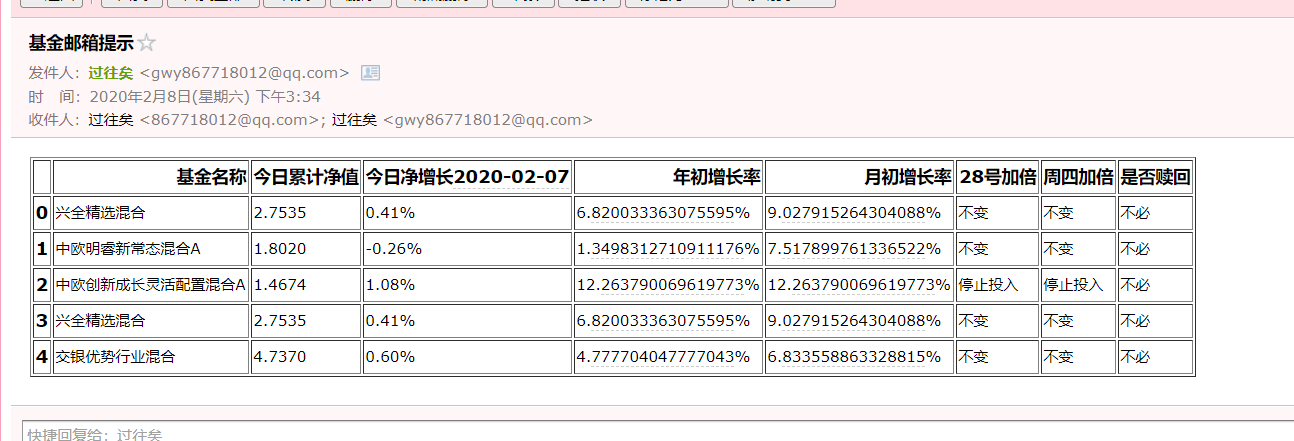 基金邮箱提示
发件人：过往矣 <gwy867718012@qq.com>
时 间：2020年2月8日(星期六) 下午3:34
收件人：过往矣 <867718012@qq.com>; 过往矣 <gwy867718012@qq.com>
基金名称 今日累计净值 今日净增长2020-02-07 年初增长率 月初增长率 28号加倍 周四加倍 是否赎回
0 兴全精选混合 2.7535 0.41% 6.820033363075595% 9.027915264304088% 不变 不变 不必
1 中欧明睿新常态混合A 1.8020 -0.26% 1.3498312710911176% 7.517899761336522% 不变 不变 不必
2 中欧创新成长灵活配置混合A 1.4674 1.08% 12.263790069619773% 12.263790069619773% 停止投入 停止投入 不必
3 兴全精选混合 2.7535 0.41% 6.820033363075595% 9.027915264304088% 不变 不变 不必
4 交银优势行业混合 4.7370 0.60% 4.777704047777043% 6.833558863328815% 不变 不变 不必
快捷回复给：过往矣